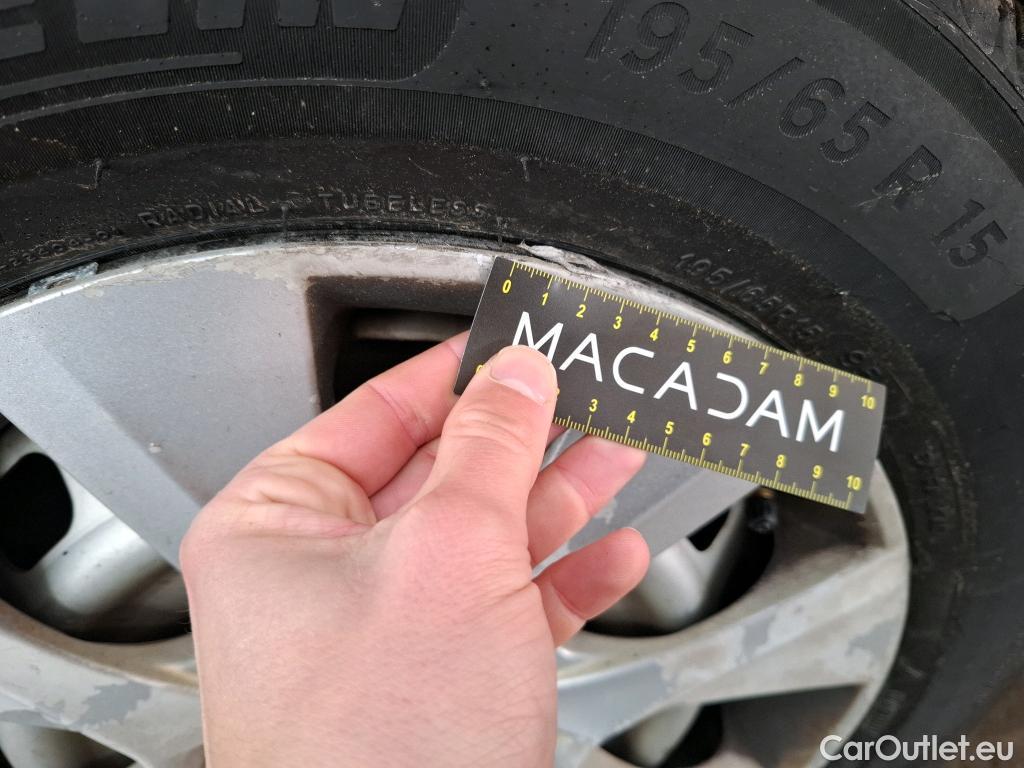 195/65 R 15
RADIAL TUBELESS
195/65R15
0 1 2 3 4 5 6 7 8 9 10
MACADAM
3 4 5 6 7 8 9 10
CarOutlet.eu